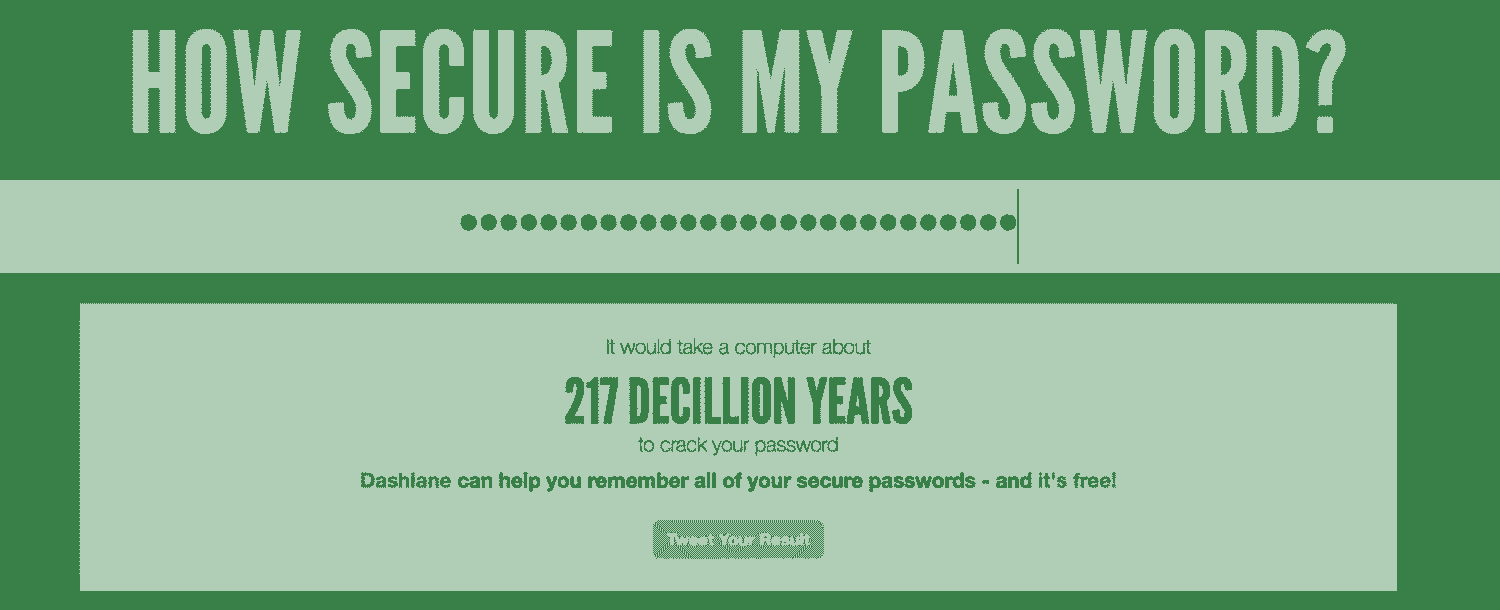 HOW SECURE IS MY PASSWORD?
••••••••••••••••••••••••••••
It would take a computer about
217 DECILLION YEARS
to crack your password
Dashlane can help you remember all of your secure passwords - and it's free!
Tweet Your Result